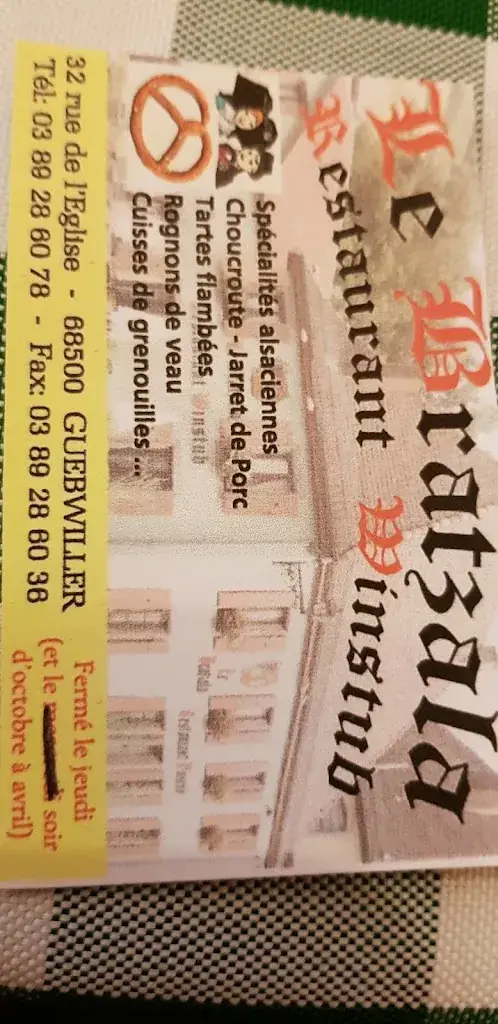 Le Bratzala
Restaurant Winstub
Spécialités alsaciennes
Choucroute - Jarret de Porc
Tartes flambées
Rognons de veau
Cuisses de grenouilles ...
32 rue de l'Eglise - 68500 GUEBWILLER
Tél: 03 89 28 60 78 - Fax: 03 89 28 60 36
Fermé le jeudi
(et le soir
d'octobre à avril)